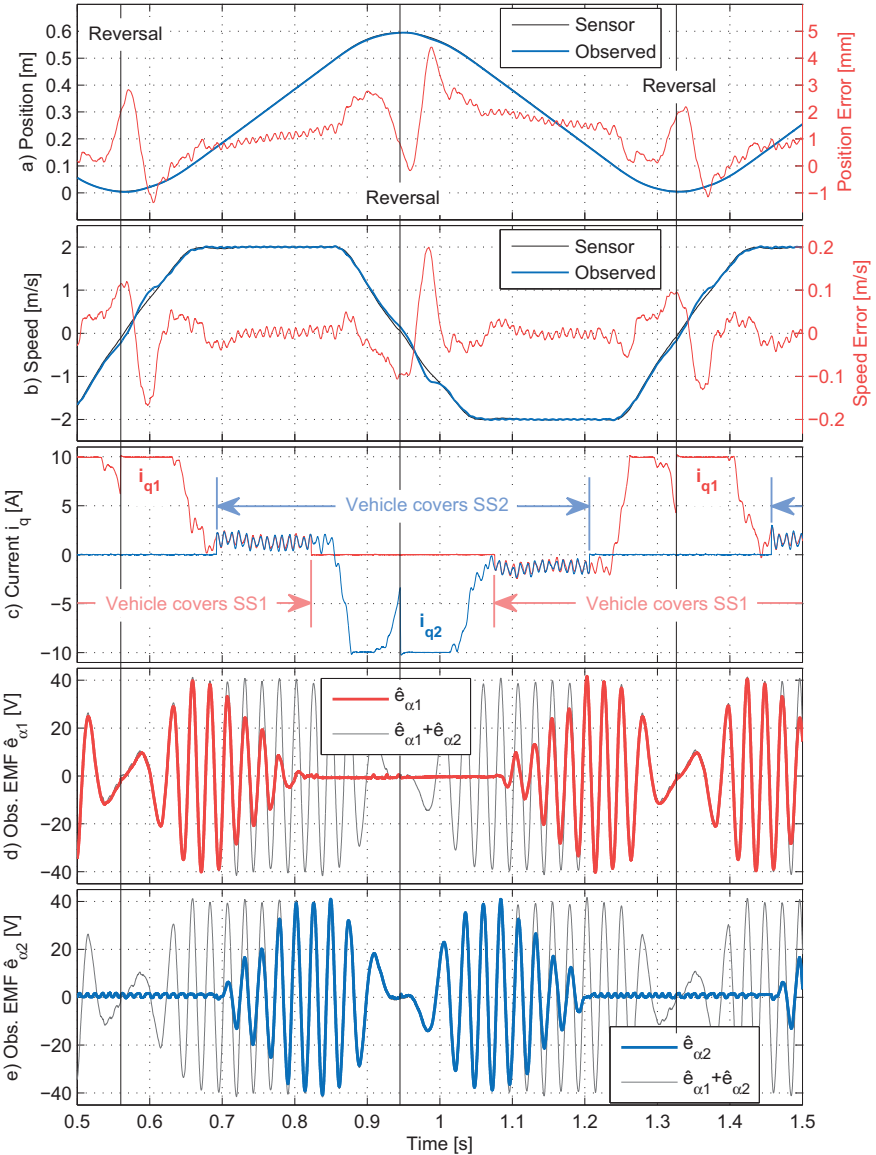 Reversal
Sensor
Observed
Reversal
Reversal
a) Position [m]
0.6
0.5
0.4
0.3
0.2
0.1
0
Position Error [mm]
5
4
3
2
1
0
−1
Sensor
Observed
b) Speed [m/s]
2
1
0
−1
−2
Speed Error [m/s]
0.2
0.1
0
−0.1
−0.2
c) Current i_q [A]
10
5
0
−5
−10
i_q1
i_q1
Vehicle covers SS2
Vehicle covers SS1
i_q2
Vehicle covers SS1
d) Obs. EMF ê_α1 [V]
40
20
0
−20
−40
ê_α1
ê_α1+ê_α2
e) Obs. EMF ê_α2 [V]
40
20
0
−20
−40
ê_α2
ê_α1+ê_α2
0.5 0.6 0.7 0.8 0.9 1 1.1 1.2 1.3 1.4 1.5
Time [s]